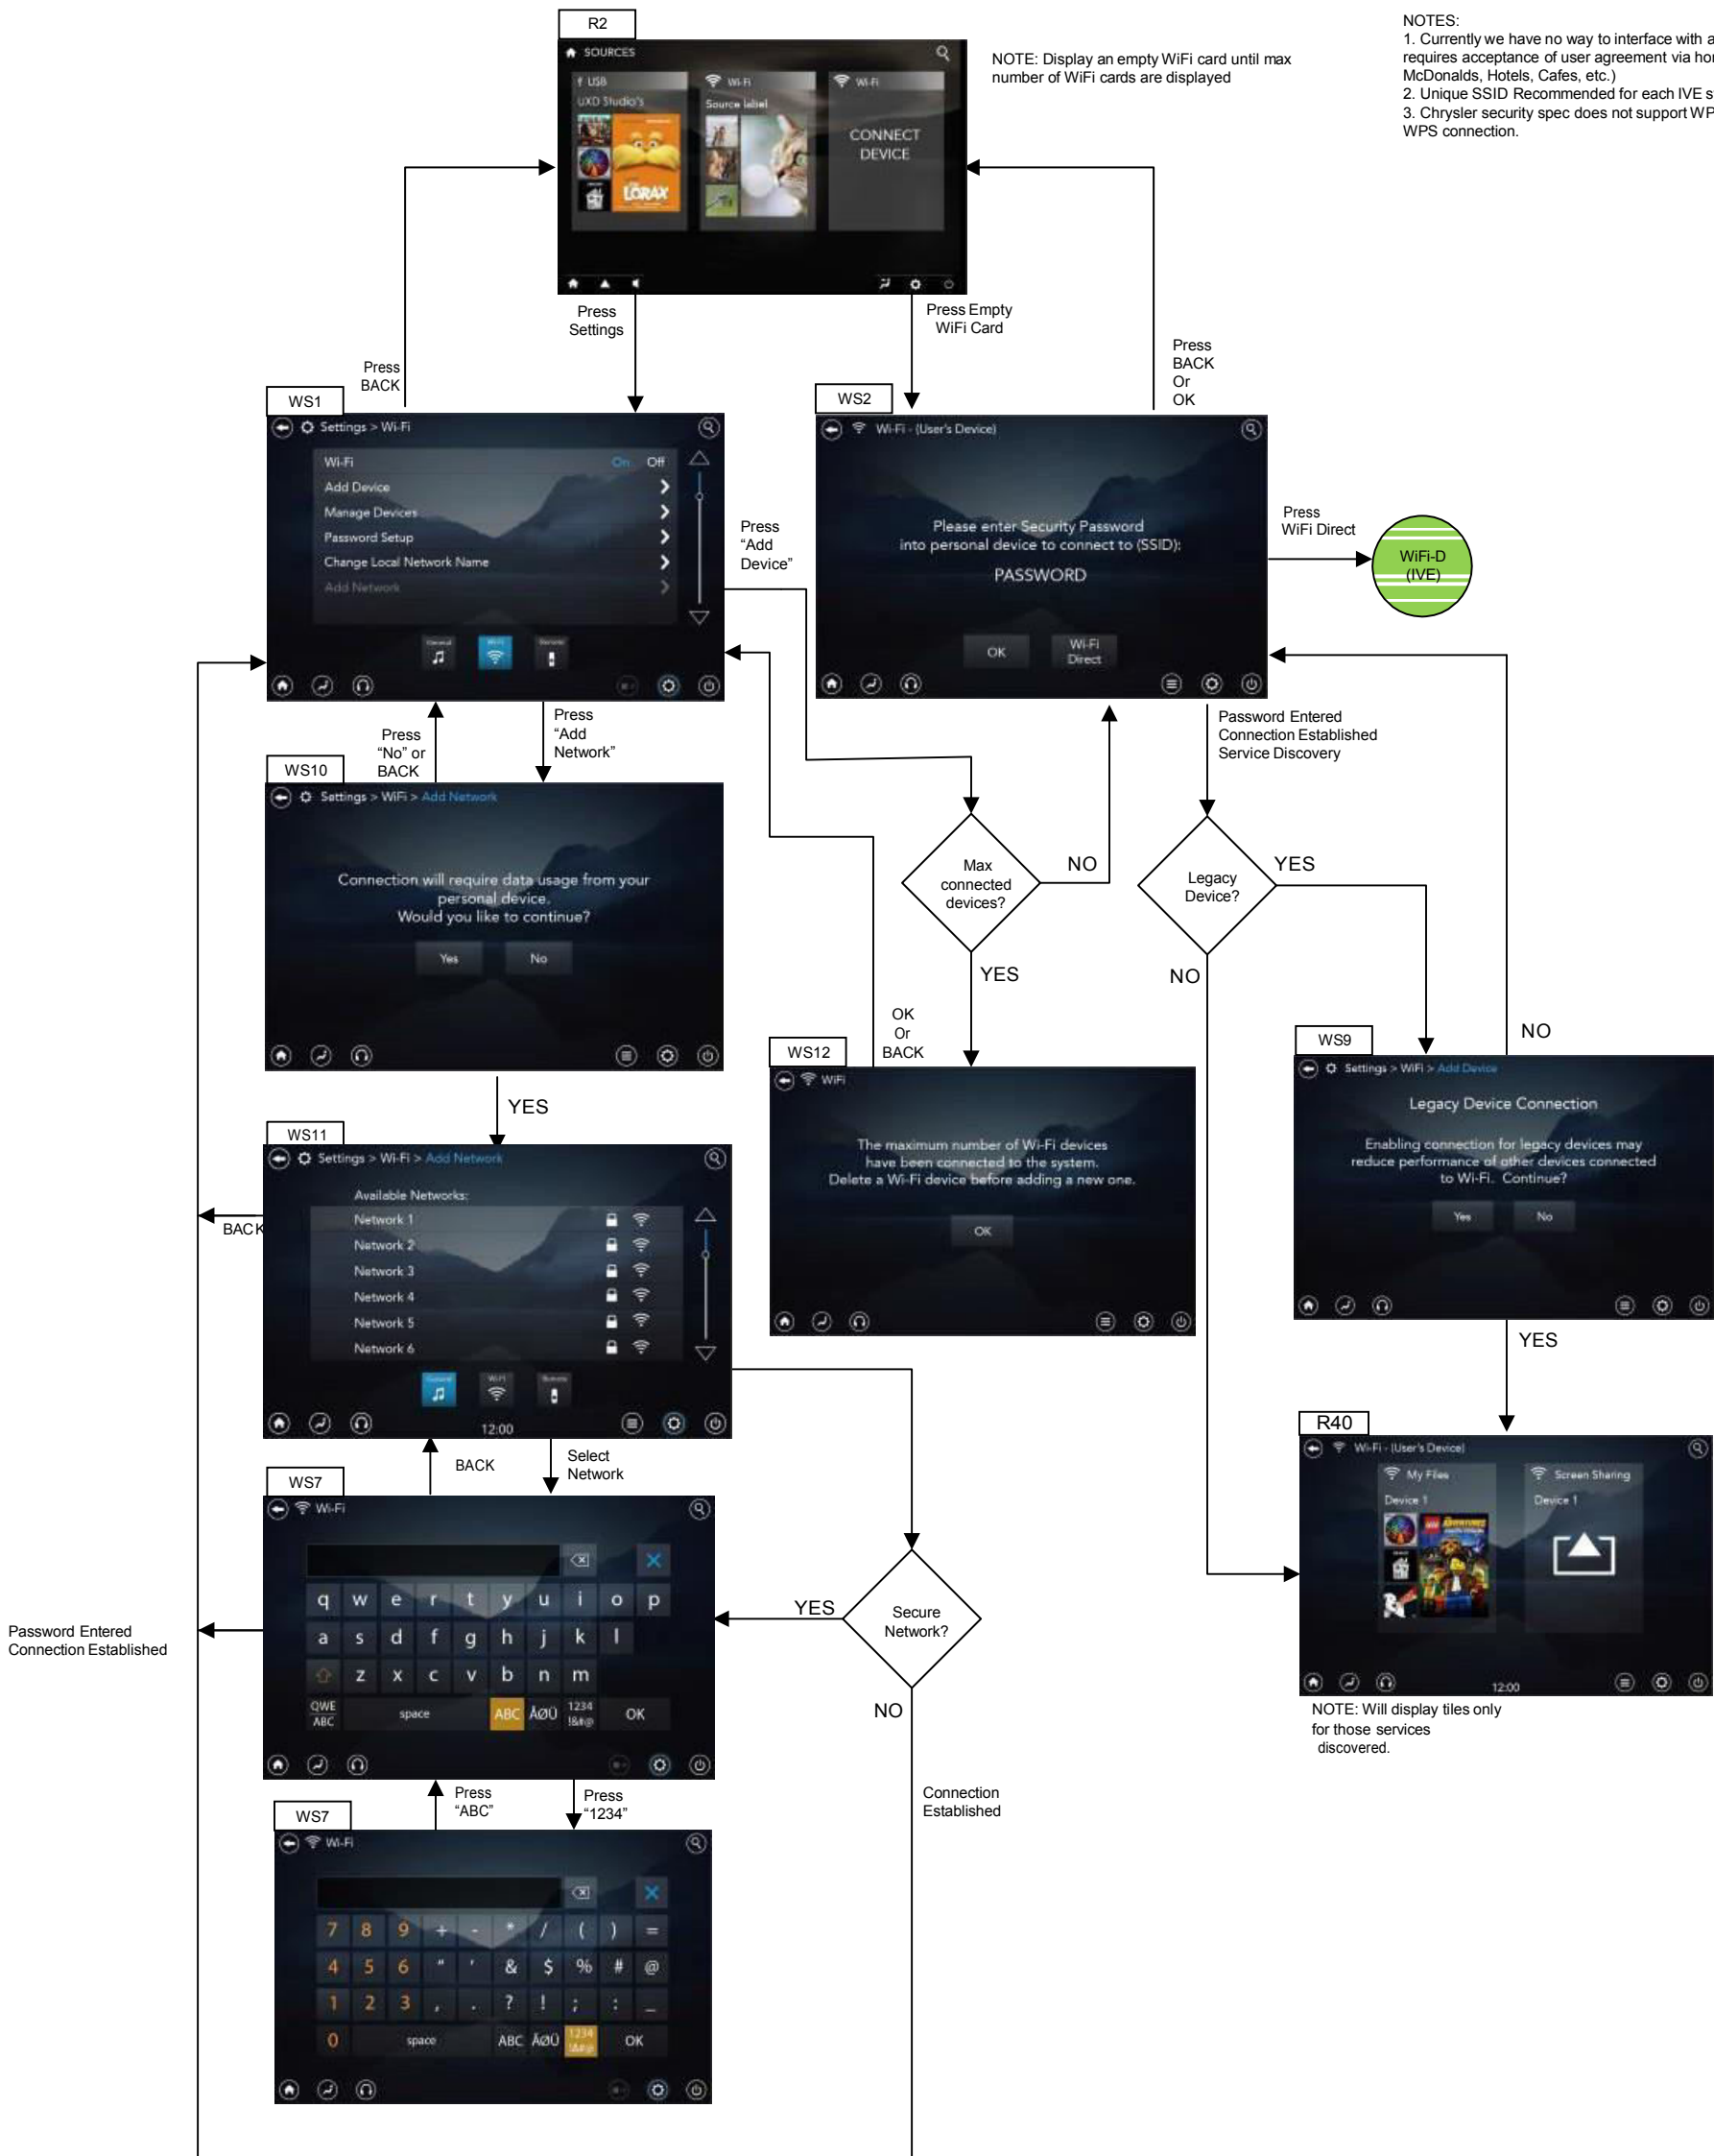 R2
SOURCES
USB
UXD Studio's
LORAX
Wi-Fi
Source label
Wi-Fi
CONNECT
DEVICE
NOTE: Display an empty WiFi card until max
number of WiFi cards are displayed
NOTES:
1. Currently we have no way to interface with a
requires acceptance of user agreement via
McDonalds, Hotels, Cafes, etc.)
2. Unique SSID Recommended for each IVE
3. Chrysler security spec does not support
WPS connection.
Press
Settings
Press Empty
WiFi Card
Press
BACK
Press
BACK
Or
OK
WS1
Settings > Wi-Fi
Wi-Fi On Off
Add Device
Manage Devices
Password Setup
Change Local Network Name
Add Network
General
Wi-Fi
Remote
Press
"Add
Device"
WS2
Wi-Fi - (User's Device)
Please enter Security Password
into personal device to connect to (SSID):
PASSWORD
OK
Wi-Fi
Direct
Press
WiFi Direct
WiFi-D
(IVE)
Press
"No" or
BACK
Press
"Add
Network"
Password Entered
Connection Established
Service Discovery
WS10
Settings > WiFi > Add Network
Connection will require data usage from your
personal device.
Would you like to continue?
Yes No
Max
connected
devices?
NO
YES
Legacy
Device?
YES
NO
YES
OK
Or
BACK
WS12
WiFi
The maximum number of Wi-Fi devices
have been connected to the system.
Delete a Wi-Fi device before adding a new one.
OK
WS9
NO
Settings > WiFi > Add Device
Legacy Device Connection
Enabling connection for legacy devices may
reduce performance of other devices connected
to Wi-Fi. Continue?
Yes No
YES
WS11
Settings > Wi-Fi > Add Network
Available Networks:
Network 1
Network 2
Network 3
Network 4
Network 5
Network 6
General
Wi-Fi
Remote
12:00
BACK
BACK
Select
Network
R40
Wi-Fi - (User's Device)
My Files
Device 1
ADVENTURES
Screen Sharing
Device 1
12:00
NOTE: Will display tiles only
for those services
discovered.
WS7
Wi-Fi
q w e r t y u i o p
a s d f g h j k l
z x c v b n m
QWE
ABC
space
ABC ÅØÜ
1234
!&#@
OK
YES
Secure
Network?
NO
Password Entered
Connection Established
Press
"ABC"
Press
"1234"
Connection
Established
WS7
Wi-Fi
7 8 9 + - * / ( ) =
4 5 6 " ' & $ % # @
1 2 3 , . ? ! ; : _
0 space ABC ÅØÜ
1234
!&#@
OK